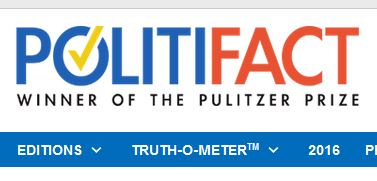 POLITIFACT
WINNER OF THE PULITZER PRIZE
EDITIONS TRUTH-O-METER™ 2016